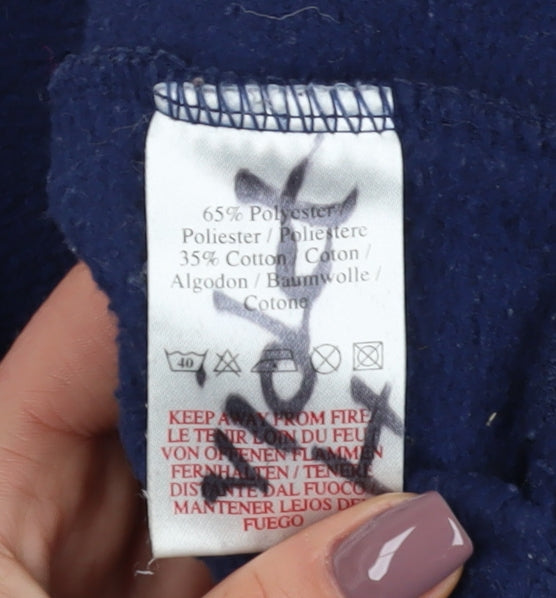 65% Polyester /
Poliester / Poliestere
35% Cotton / Coton /
Algodon / Baumwolle /
Cotone
40
KEEP AWAY FROM FIRE
LE TENIR LOIN DU FEU
VON OFFENEN FLAMMEN
FERNHALTEN / TENERE
DISTANTE DAL FUOCO
MANTENER LEJOS DEL
FUEGO